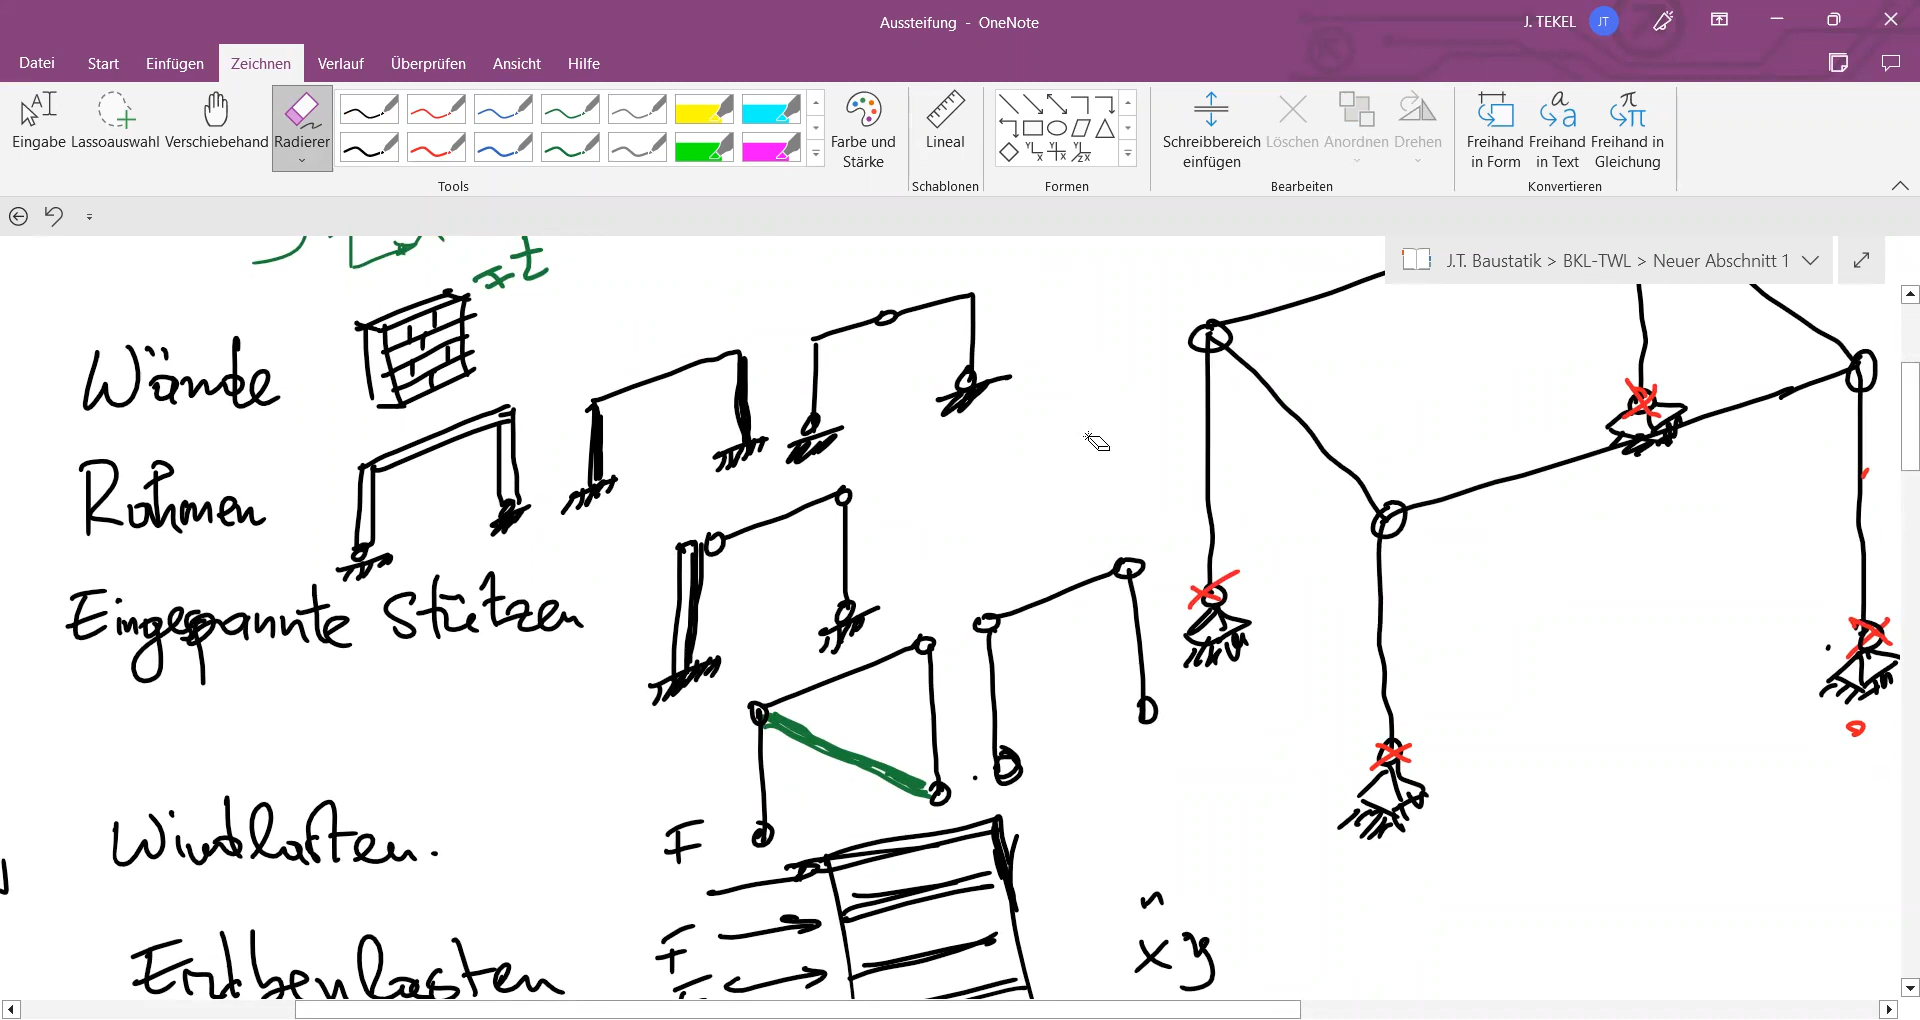 Aussteifung - OneNote
J. TEKEL
JT
Datei Start Einfügen Zeichnen Verlauf Überprüfen Ansicht Hilfe
Eingabe Lassoauswahl Verschiebehand Radierer
Farbe und Stärke
Lineal
Schreibbereich einfügen
Löschen Anordnen Drehen
Freihand in Form
Freihand in Text
Freihand in Gleichung
Tools Schablonen Formen Bearbeiten Konvertieren
J.T. Baustatik > BKL-TWL > Neuer Abschnitt 1
Wände
Rahmen
Eingespannte Stützen
Windlasten.
F
F
x y
Erdbenlasten